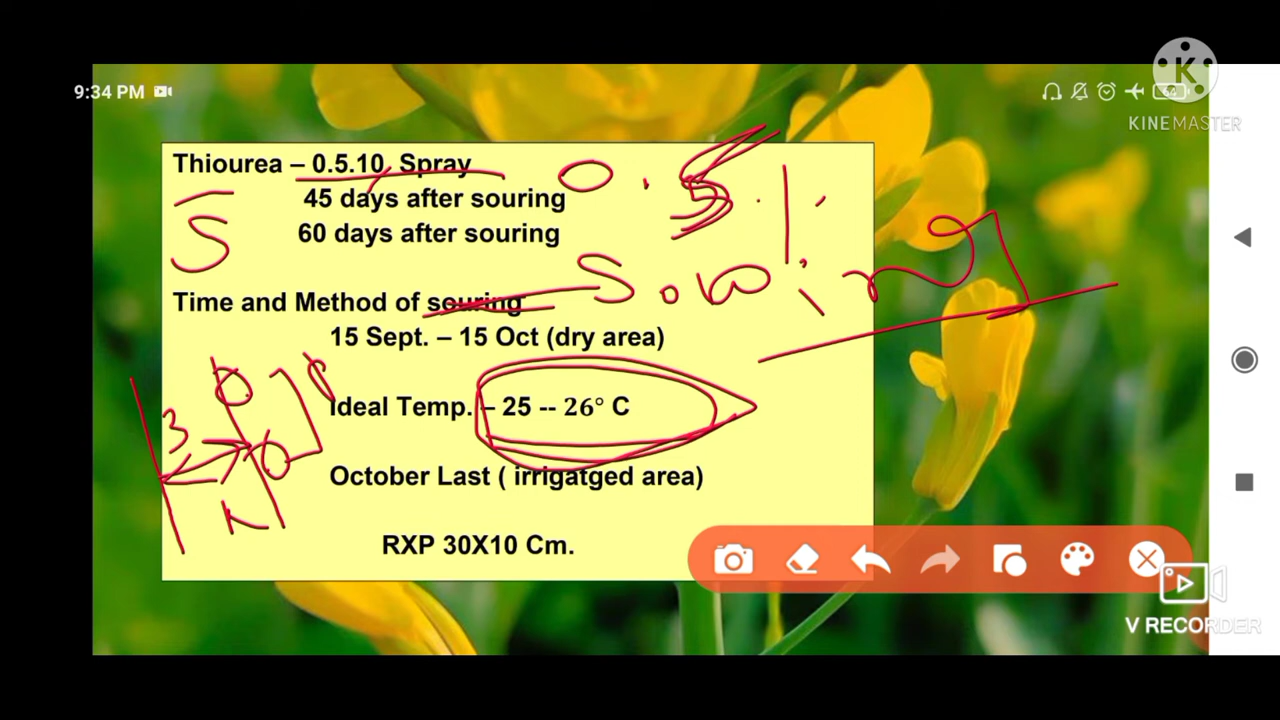 9:34 PM
64
KINEMASTER
Thiourea – 0.5.10 Spray
0.5%
45 days after souring
S
60 days after souring
Sowing
Time and Method of souring
15 Sept. – 15 Oct (dry area)
Ideal Temp. – 25 -- 26° C
October Last ( irrigatged area)
RXP 30X10 Cm.
V RECORDER